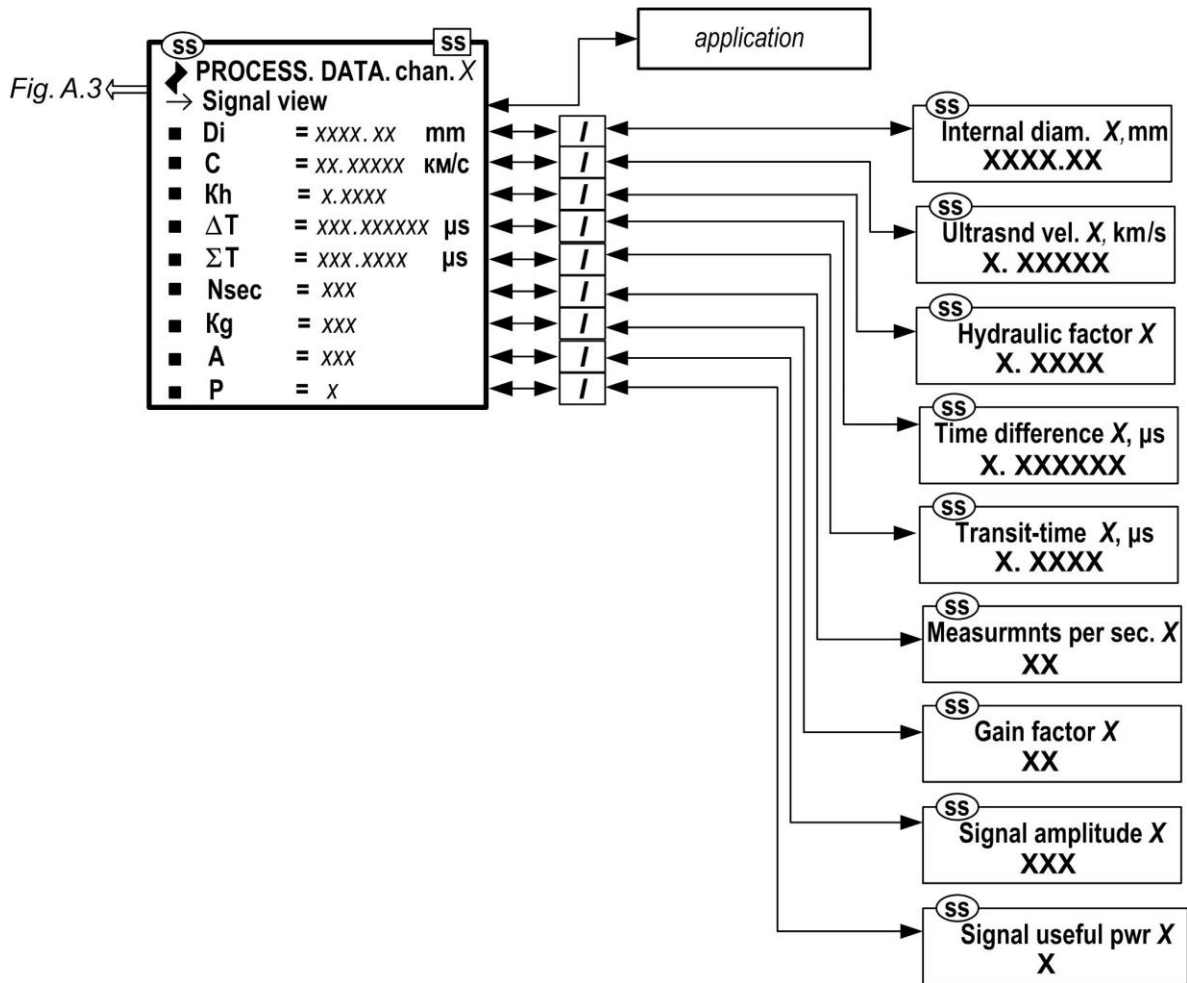 application
SS SS
PROCESS. DATA. chan. X
Fig. A.3
→ Signal view
■ Di = xxxx.xx mm /
■ C = xx.xxxxx км/с /
■ Kh = x.xxxx /
■ ΔT = xxx.xxxxxx µs /
■ ΣT = xxx.xxxx µs /
■ Nsec = xxx /
■ Kg = xxx /
■ A = xxx /
■ P = x /
SS
Internal diam. X, mm
XXXX.XX
SS
Ultrasnd vel. X, km/s
X. XXXXX
SS
Hydraulic factor X
X. XXXX
SS
Time difference X, µs
X. XXXXXX
SS
Transit-time X, µs
X. XXXX
SS
Measurmnts per sec. X
XX
SS
Gain factor X
XX
SS
Signal amplitude X
XXX
SS
Signal useful pwr X
X